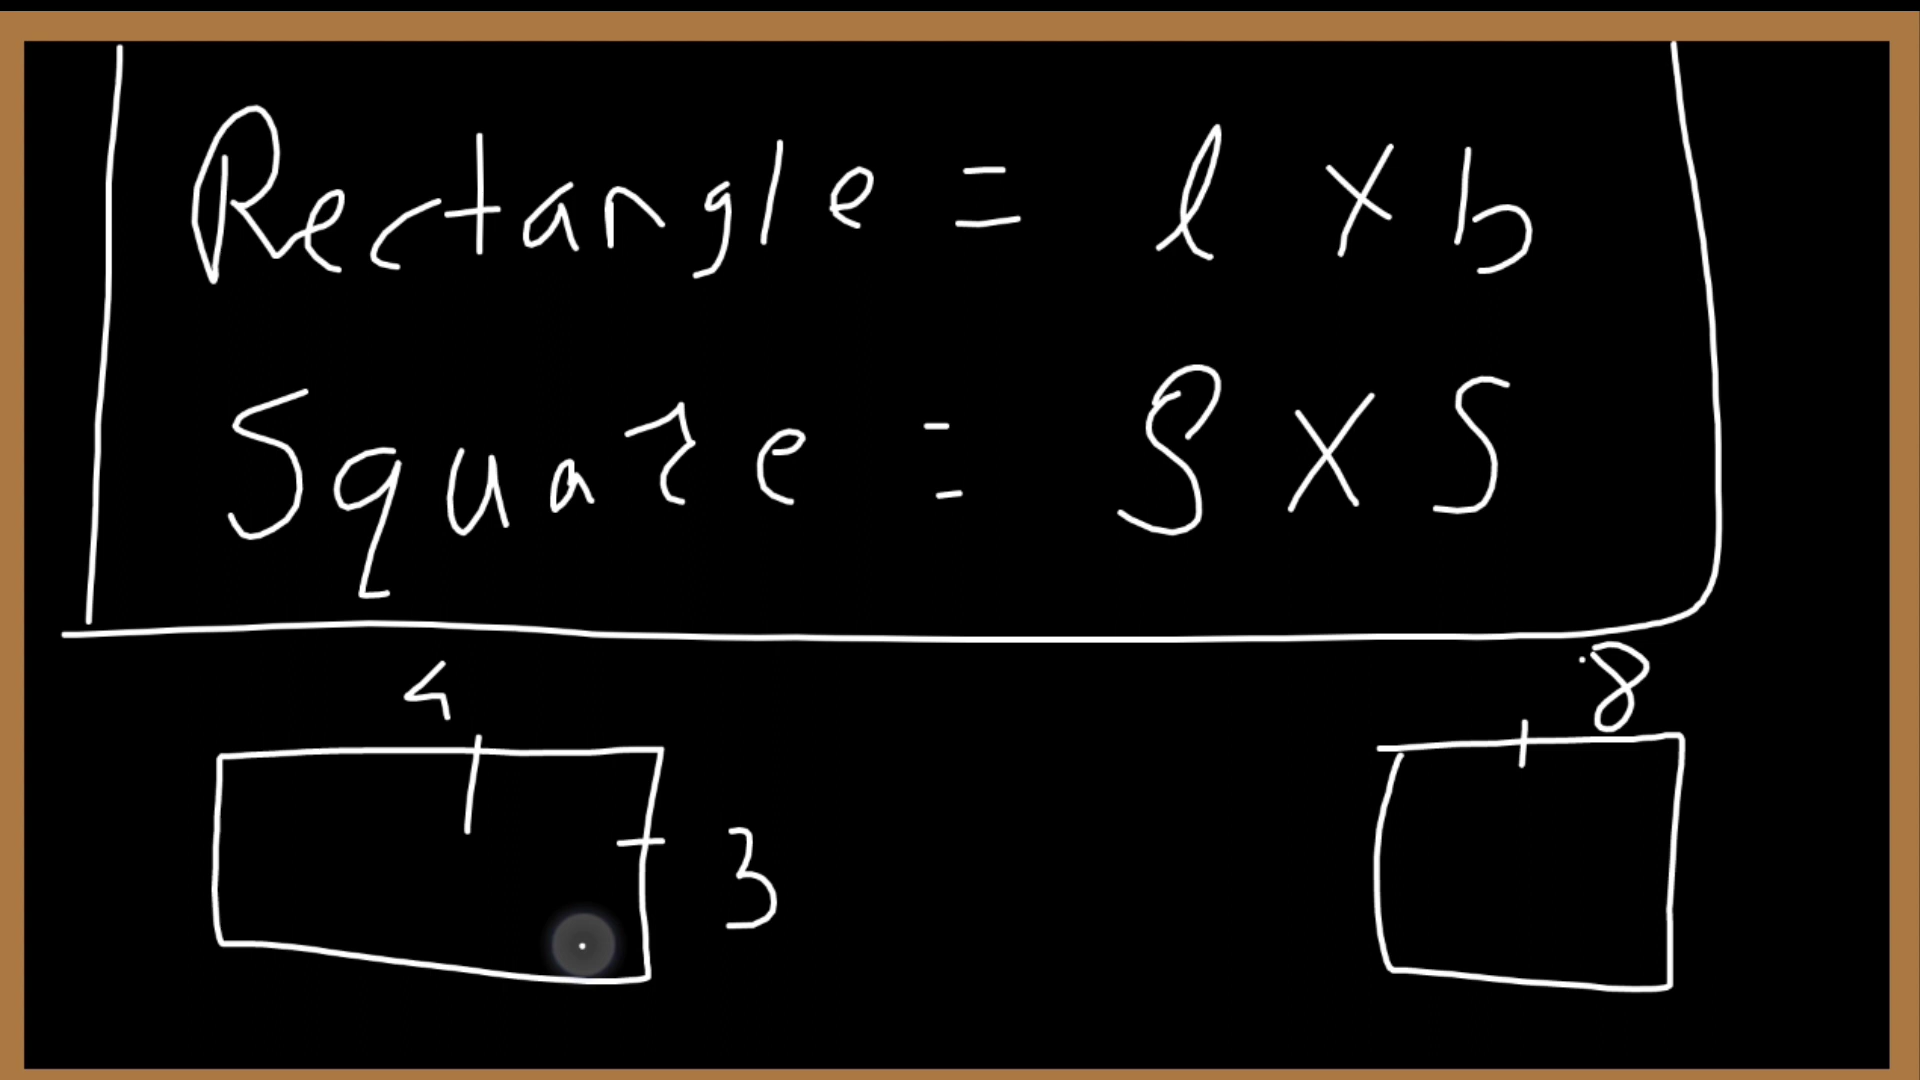 Rectangle = l × b
Square = S × S
4
8
3